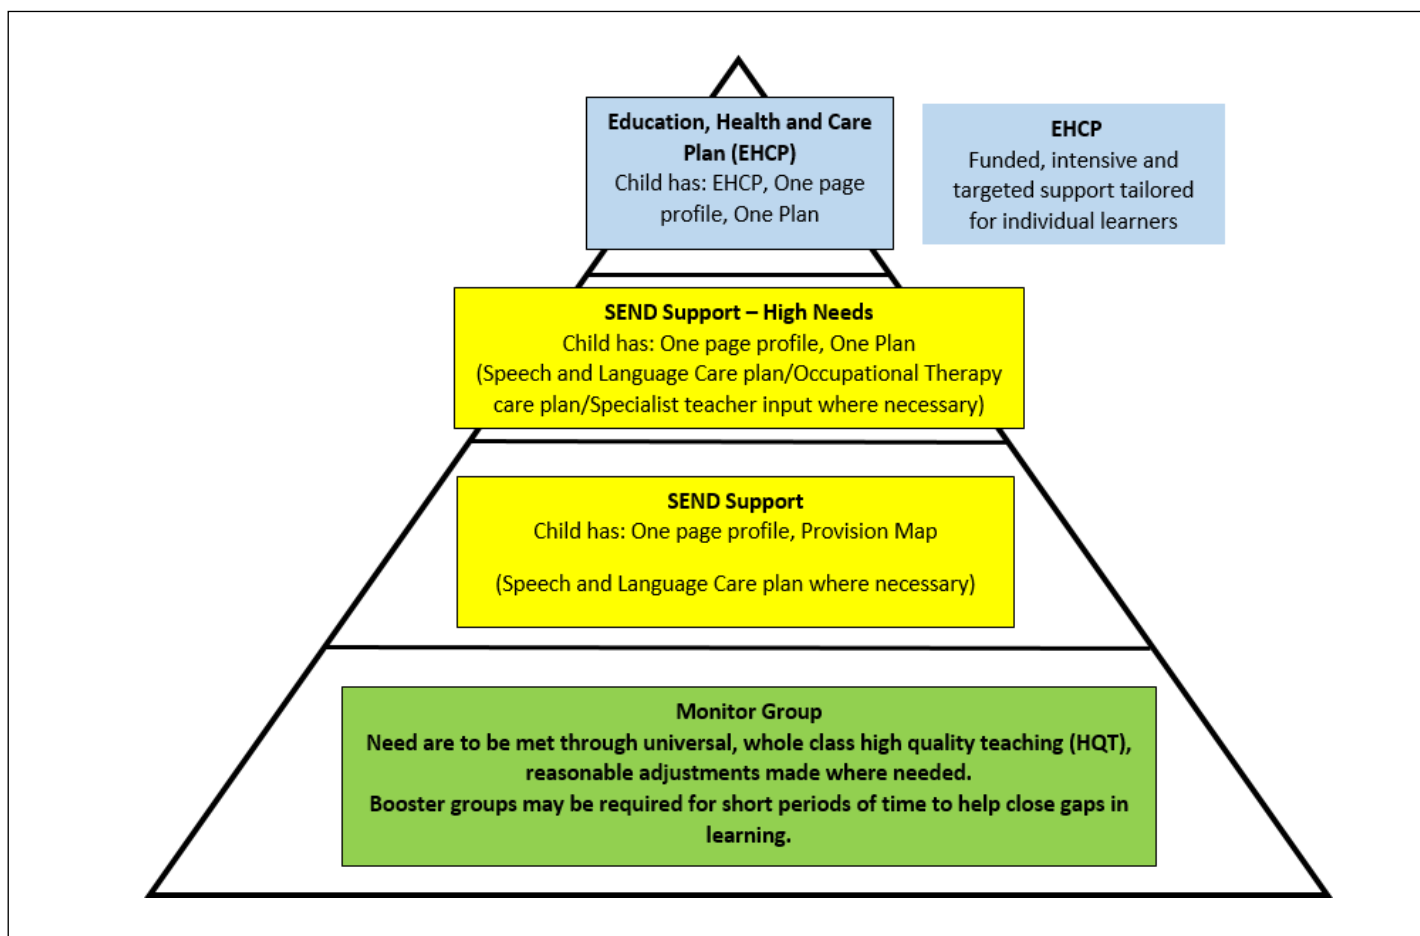 Education, Health and Care
Plan (EHCP)
Child has: EHCP, One page
profile, One Plan
EHCP
Funded, intensive and
targeted support tailored
for individual learners
SEND Support – High Needs
Child has: One page profile, One Plan
(Speech and Language Care plan/Occupational Therapy
care plan/Specialist teacher input where necessary)
SEND Support
Child has: One page profile, Provision Map
(Speech and Language Care plan where necessary)
Monitor Group
Need are to be met through universal, whole class high quality teaching (HQT),
reasonable adjustments made where needed.
Booster groups may be required for short periods of time to help close gaps in
learning.